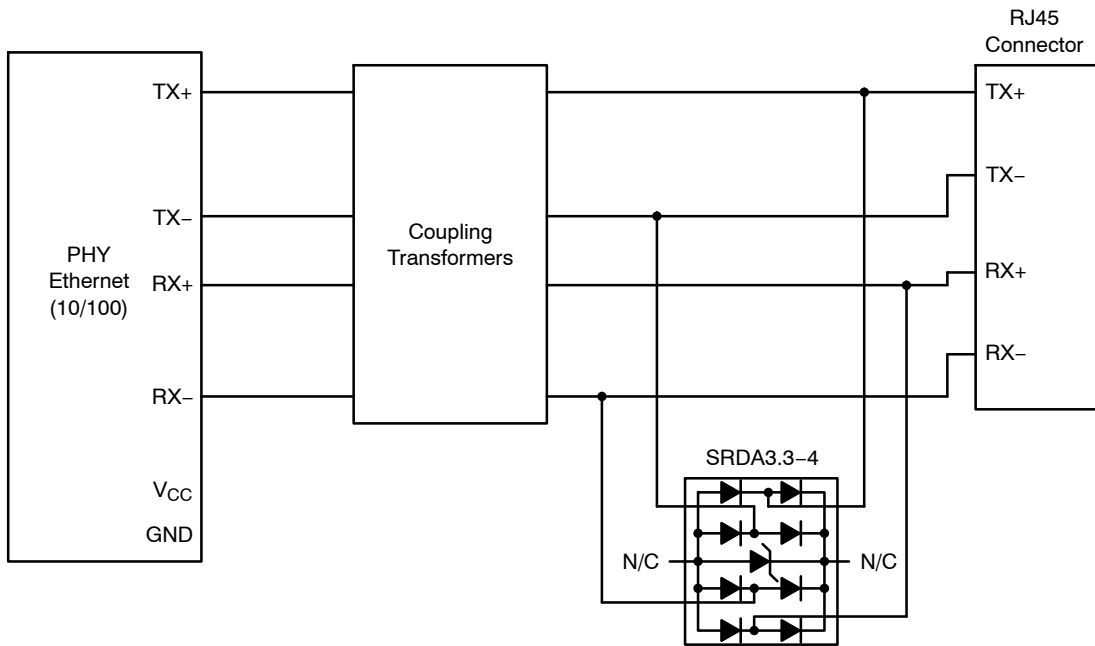 RJ45
Connector
TX+
TX−
RX+
RX−
PHY
Ethernet
(10/100)
VCC
GND
Coupling
Transformers
TX+
TX−
RX+
RX−
SRDA3.3−4
N/C
N/C